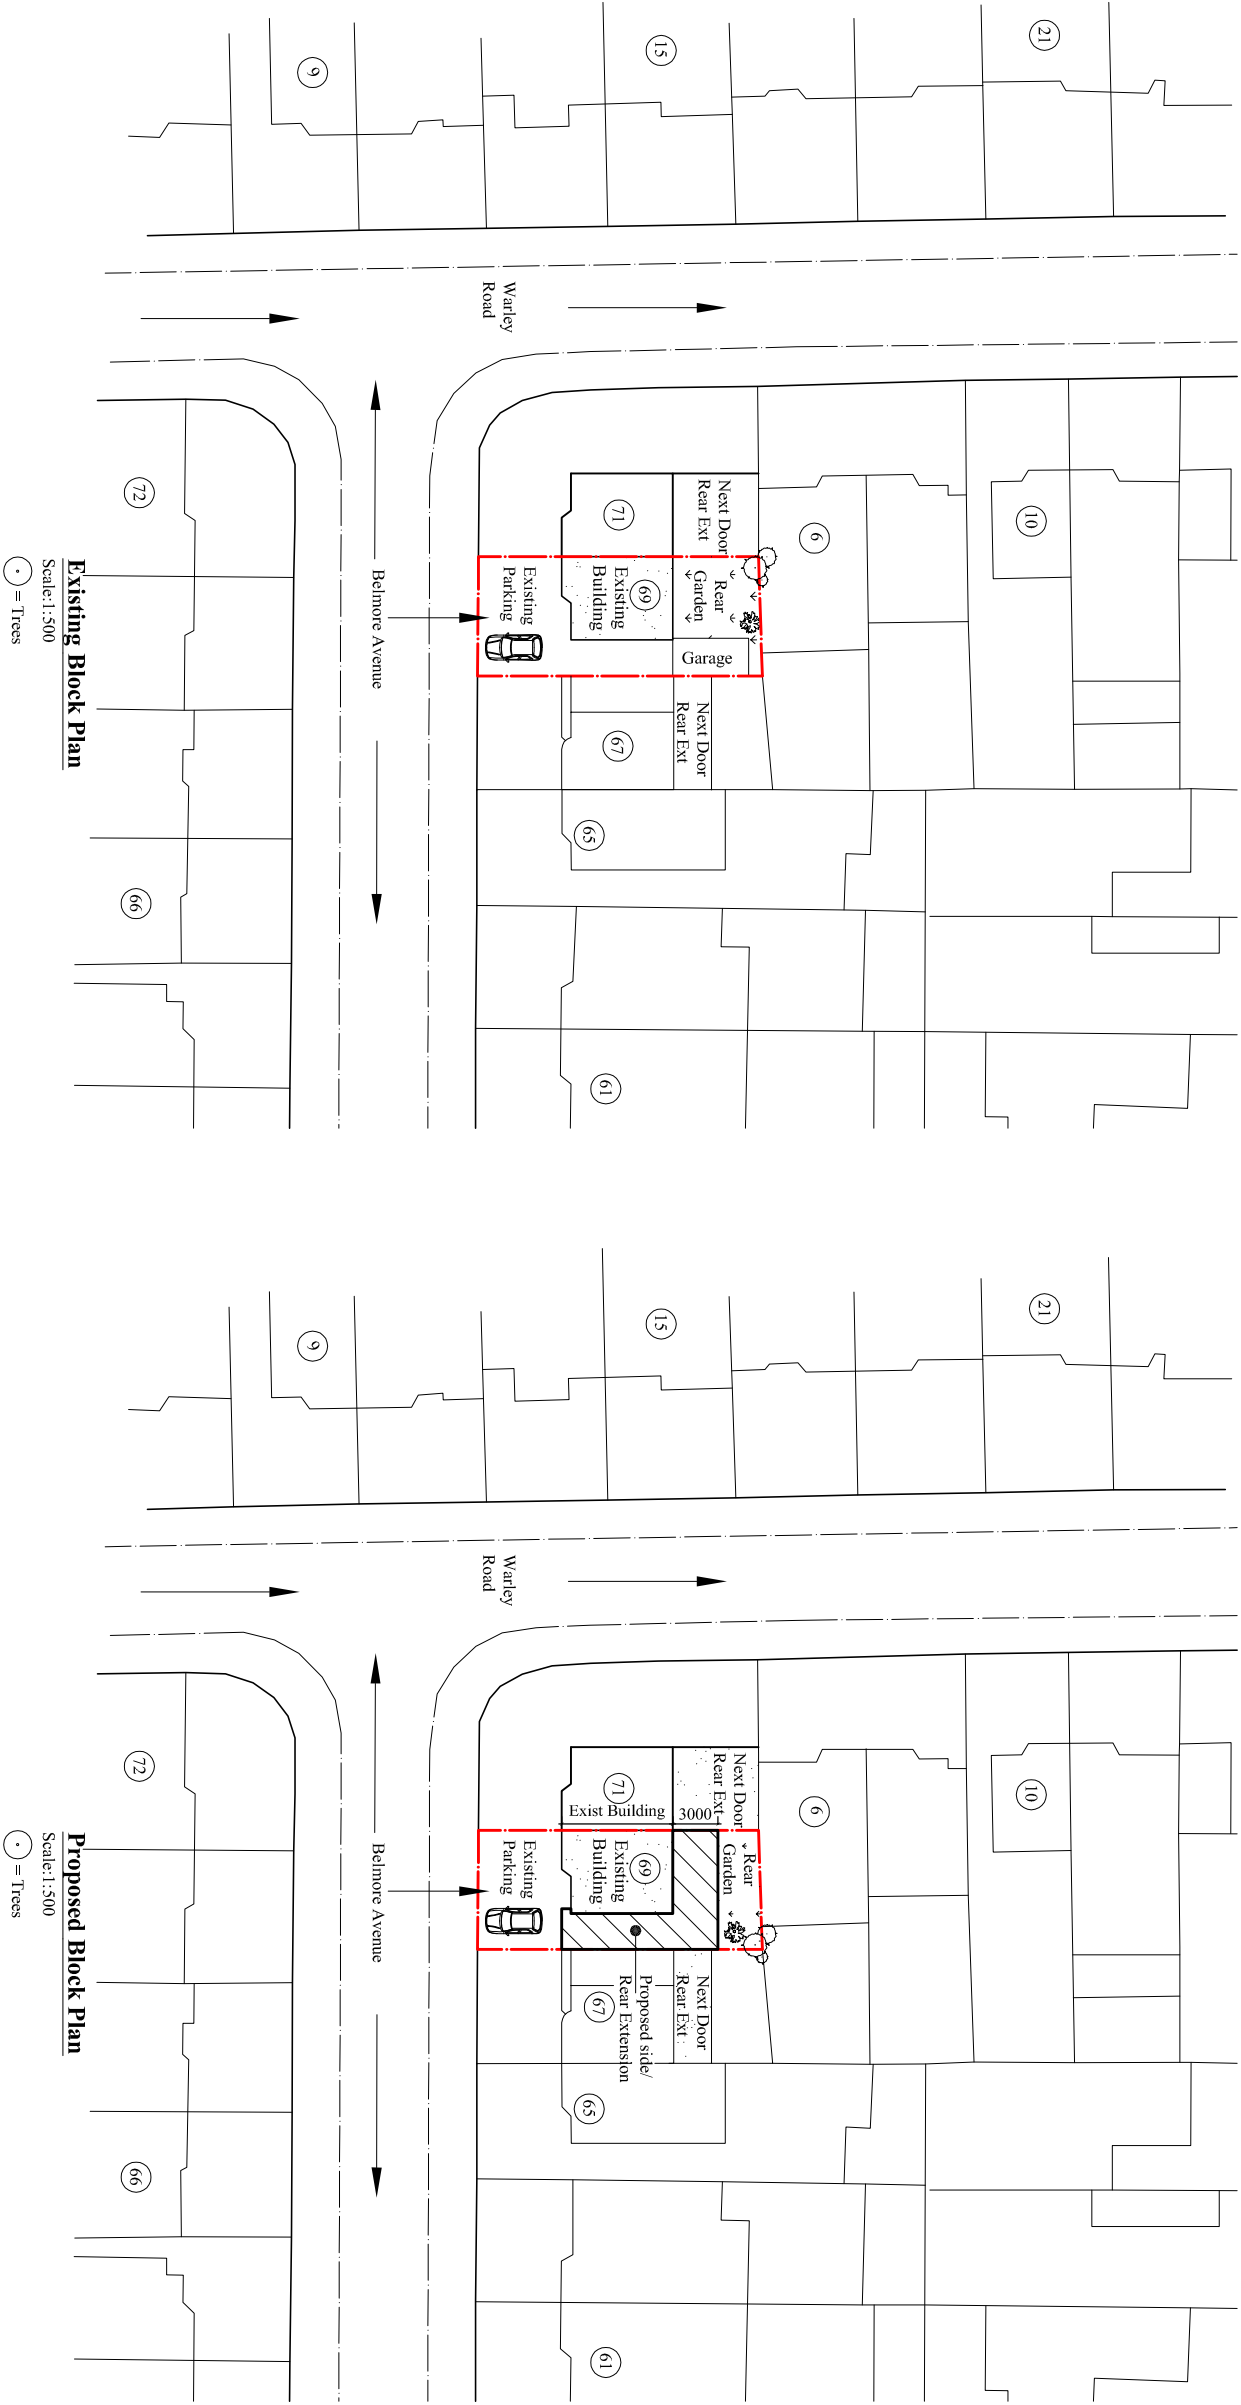 21
15
9
Warley
Road
Next Door
Rear Ext
71
6
10
72
Rear
Garden
69
Existing
Building
Existing
Parking
Garage
Belmore Avenue
Next Door
Rear Ext
67
65
66
61
Existing Block Plan
Scale:1:500
= Trees
21
15
9
Warley
Road
Next Door
Rear Ext
71
6
10
72
Exist Building
3000
Rear
Garden
69
Existing
Building
Existing
Parking
Belmore Avenue
Next Door
Rear Ext
Proposed side/
Rear Extension
67
65
66
61
Proposed Block Plan
Scale:1:500
= Trees